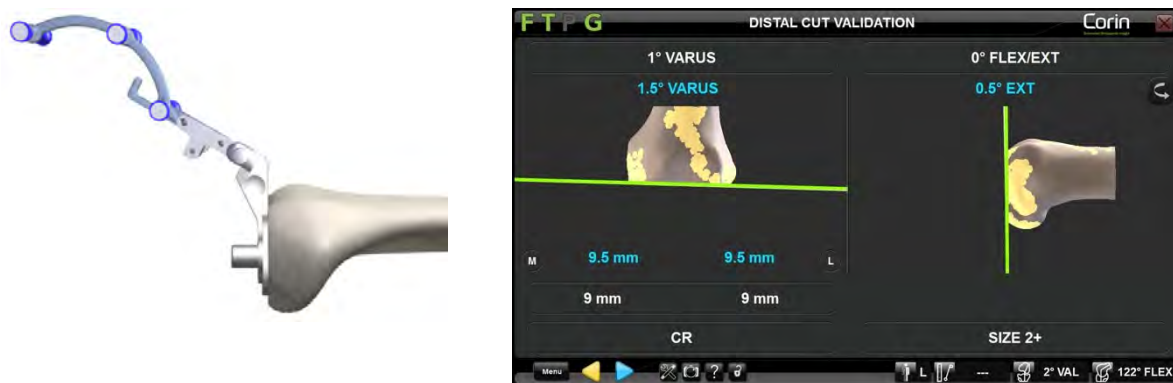 FTPG DISTAL CUT VALIDATION Corin
1° VARUS 0° FLEX/EXT
1.5° VARUS 0.5° EXT
M 9.5 mm 9.5 mm L
9 mm 9 mm
CR SIZE 2+
Menu ? L --- 2° VAL 122° FLEX